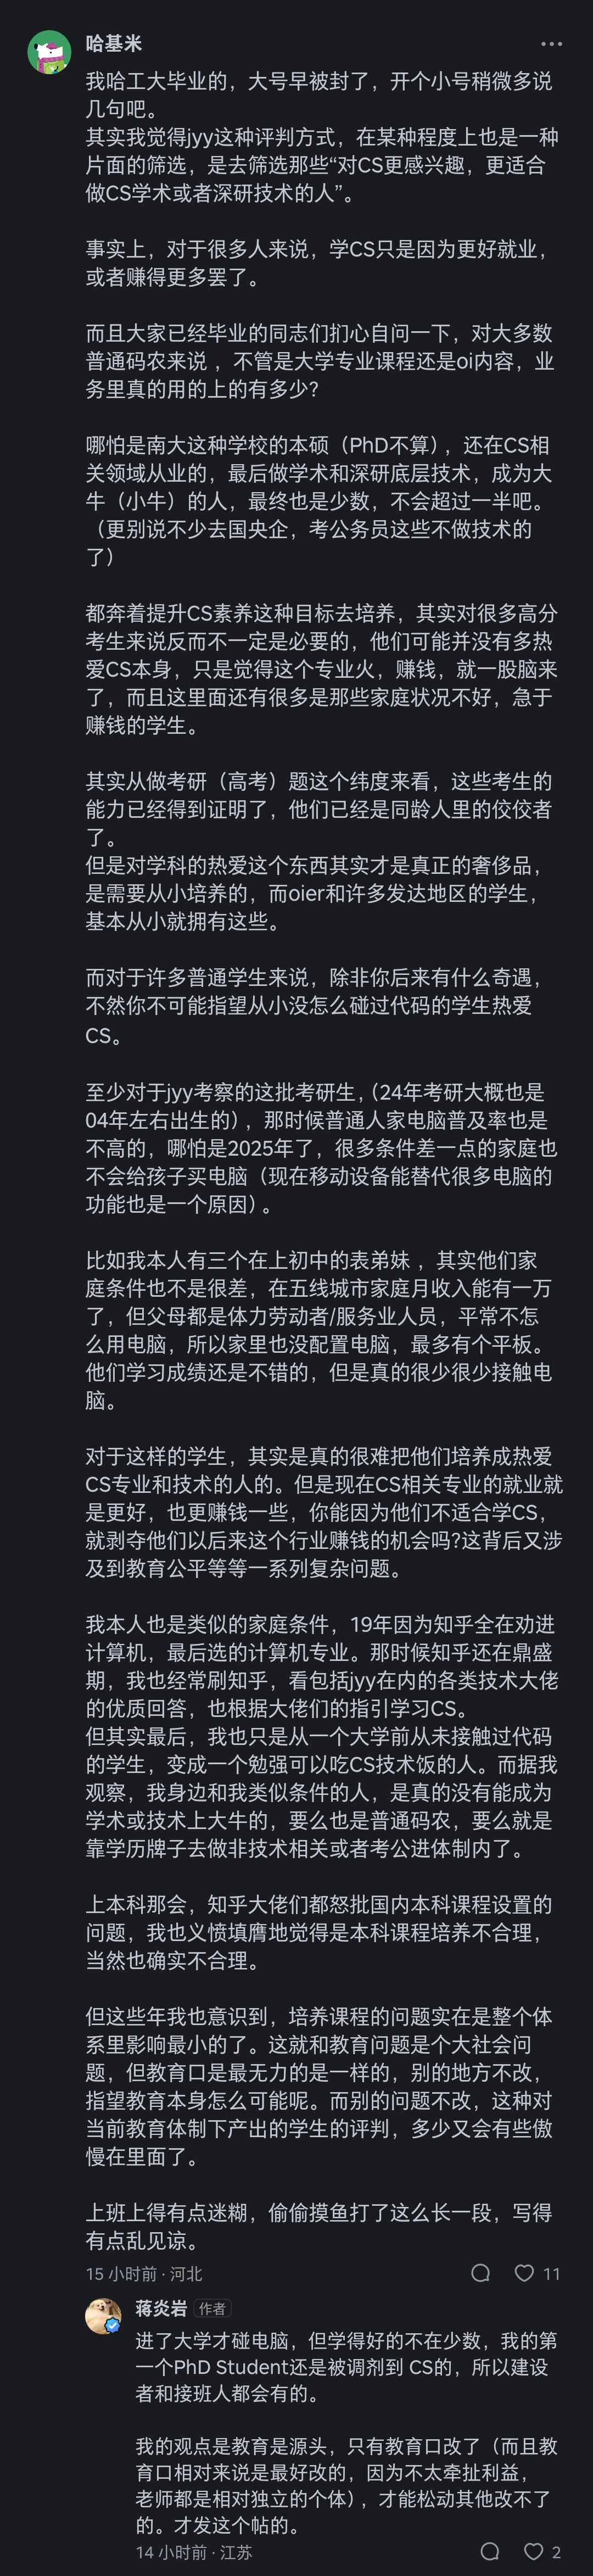 哈基米
我哈工大毕业的，大号早被封了，开个小号稍微多说
几句吧。
其实我觉得jyy这种评判方式，在某种程度上也是一种
片面的筛选，是去筛选那些“对CS更感兴趣，更适合
做CS学术或者深研技术的人”。
事实上，对于很多人来说，学CS只是因为更好就业，
或者赚得更多罢了。
而且大家已经毕业的同志们扪心自问一下，对大多数
普通码农来说 ，不管是大学专业课程还是oi内容，业
务里真的用的上的有多少?
哪怕是南大这种学校的本硕（PhD不算），还在CS相
关领域从业的，最后做学术和深研底层技术，成为大
牛（小牛）的人，最终也是少数，不会超过一半吧。
（更别说不少去国央企，考公务员这些不做技术的
了）
都奔着提升CS素养这种目标去培养，其实对很多高分
考生来说反而不一定是必要的，他们可能并没有多热
爱CS本身，只是觉得这个专业火，赚钱，就一股脑来
了，而且这里面还有很多是那些家庭状况不好，急于
赚钱的学生。
其实从做考研（高考）题这个纬度来看，这些考生的
能力已经得到证明了，他们已经是同龄人里的佼佼者
了。
但是对学科的热爱这个东西其实才是真正的奢侈品，
是需要从小培养的，而oier和许多发达地区的学生，
基本从小就拥有这些。
而对于许多普通学生来说，除非你后来有什么奇遇，
不然你不可能指望从小没怎么碰过代码的学生热爱
CS。
至少对于jyy考察的这批考研生，（24年考研大概也是
04年左右出生的），那时候普通人家电脑普及率也是
不高的，哪怕是2025年了，很多条件差一点的家庭也
不会给孩子买电脑（现在移动设备能替代很多电脑的
功能也是一个原因）。
比如我本人有三个在上初中的表弟妹 ，其实他们家
庭条件也不是很差，在五线城市家庭月收入能有一万
了，但父母都是体力劳动者/服务业人员，平常不怎
么用电脑，所以家里也没配置电脑，最多有个平板。
他们学习成绩还是不错的，但是真的很少很少接触电
脑。
对于这样的学生，其实是真的很难把他们培养成热爱
CS专业和技术的人的。但是现在CS相关专业的就业就
是更好，也更赚钱一些，你能因为他们不适合学CS，
就剥夺他们以后来这个行业赚钱的机会吗?这背后又涉
及到教育公平等等一系列复杂问题。
我本人也是类似的家庭条件，19年因为知乎全在劝进
计算机，最后选的计算机专业。那时候知乎还在鼎盛
期，我也经常刷知乎，看包括jyy在内的各类技术大佬
的优质回答，也根据大佬们的指引学习CS。
但其实最后，我也只是从一个大学前从未接触过代码
的学生，变成一个勉强可以吃CS技术饭的人。而据我
观察，我身边和我类似条件的人，是真的没有能成为
学术或技术上大牛的，要么也是普通码农，要么就是
靠学历牌子去做非技术相关或者考公进体制内了。
上本科那会，知乎大佬们都怒批国内本科课程设置的
问题，我也义愤填膺地觉得是本科课程培养不合理，
当然也确实不合理。
但这些年我也意识到，培养课程的问题实在是整个体
系里影响最小的了。这就和教育问题是个大社会问
题，但教育口是最无力的是一样的，别的地方不改，
指望教育本身怎么可能呢。而别的问题不改，这种对
当前教育体制下产出的学生的评判，多少又会有些傲
慢在里面了。
上班上得有点迷糊，偷偷摸鱼打了这么长一段，写得
有点乱见谅。
15 小时前 · 河北 11
蒋炎岩 作者
进了大学才碰电脑，但学得好的不在少数，我的第
一个PhD Student还是被调剂到 CS的，所以建设
者和接班人都会有的。
我的观点是教育是源头，只有教育口改了（而且教
育口相对来说是最好改的，因为不太牵扯利益，
老师都是相对独立的个体），才能松动其他改不了
的。才发这个帖的。
14 小时前 · 江苏 2